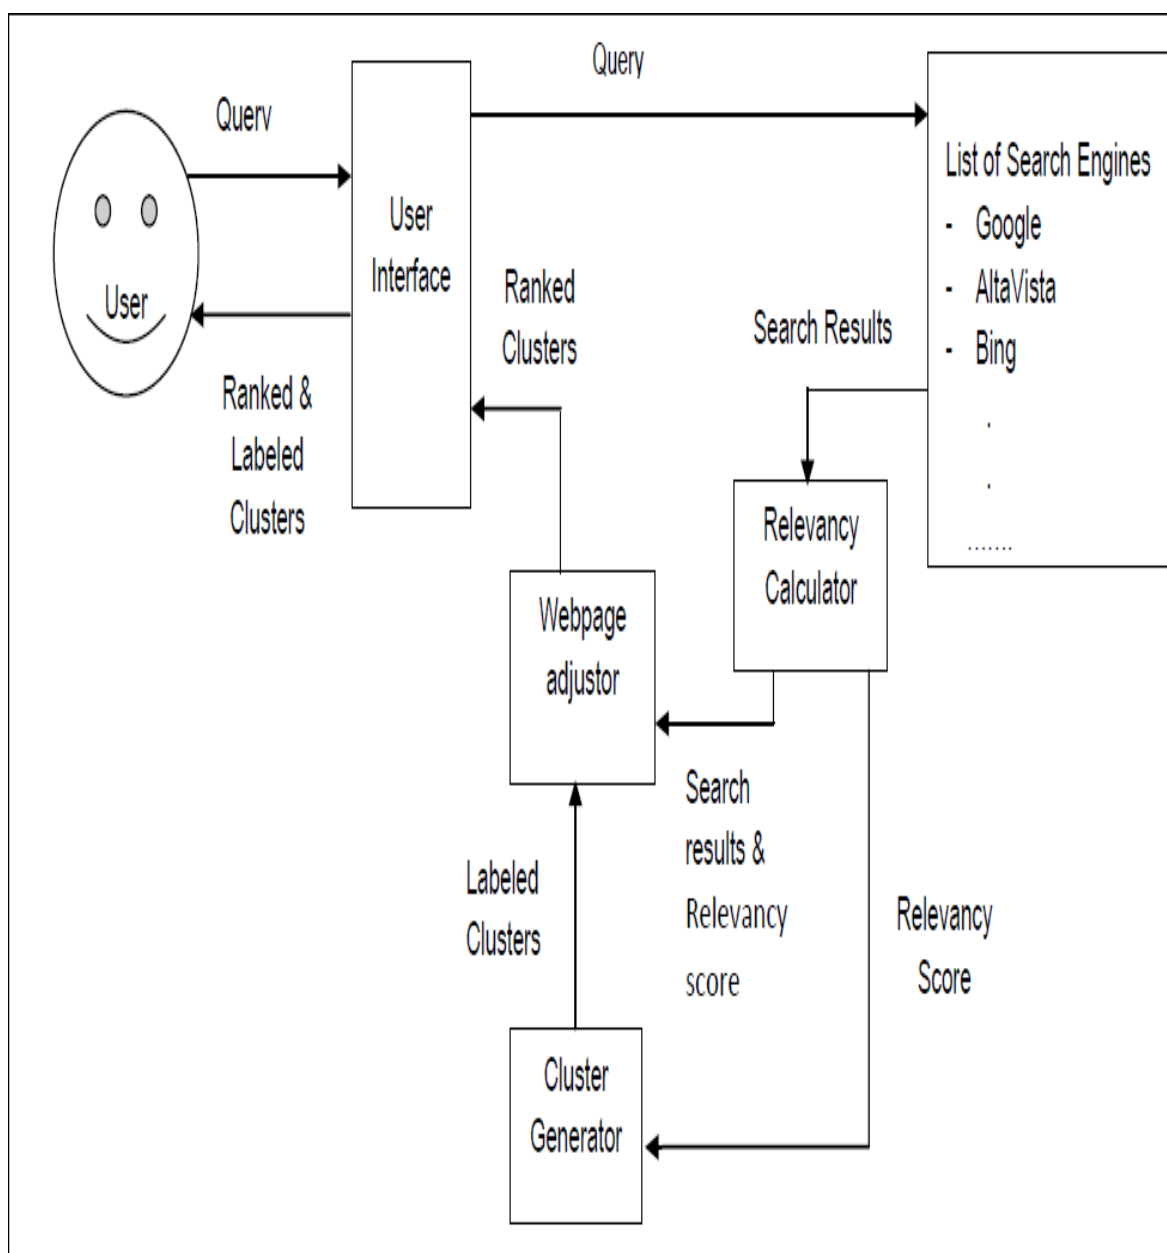 Query
Querv
User
Interface
User
Ranked &
Labeled
Clusters
Ranked
Clusters
List of Search Engines
- Google
- AltaVista
- Bing
.
.
.......
Search Results
Relevancy
Calculator
Webpage
adjustor
Search
results &
Relevancy
score
Labeled
Clusters
Relevancy
Score
Cluster
Generator